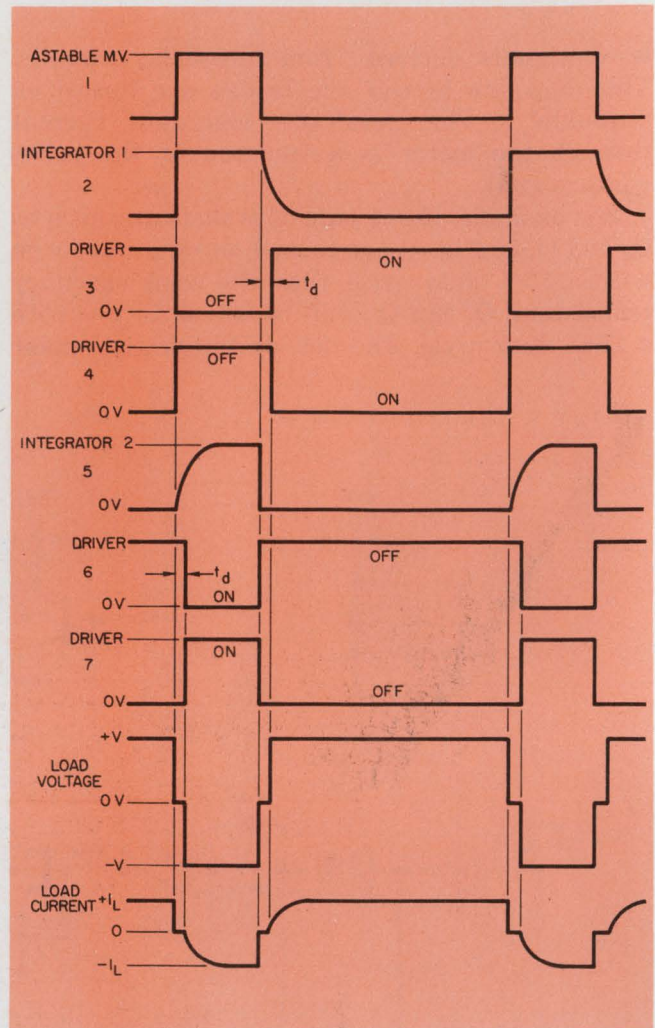 ASTABLE M.V.
1
INTEGRATOR 1
2
DRIVER
3
ON
t_d
OFF
0V
DRIVER
4
OFF
ON
0V
INTEGRATOR 2
5
0V
DRIVER
6
OFF
t_d
ON
0V
DRIVER
7
ON
OFF
0V
+V
LOAD
VOLTAGE
0V
-V
LOAD
CURRENT +I_L
0
-I_L